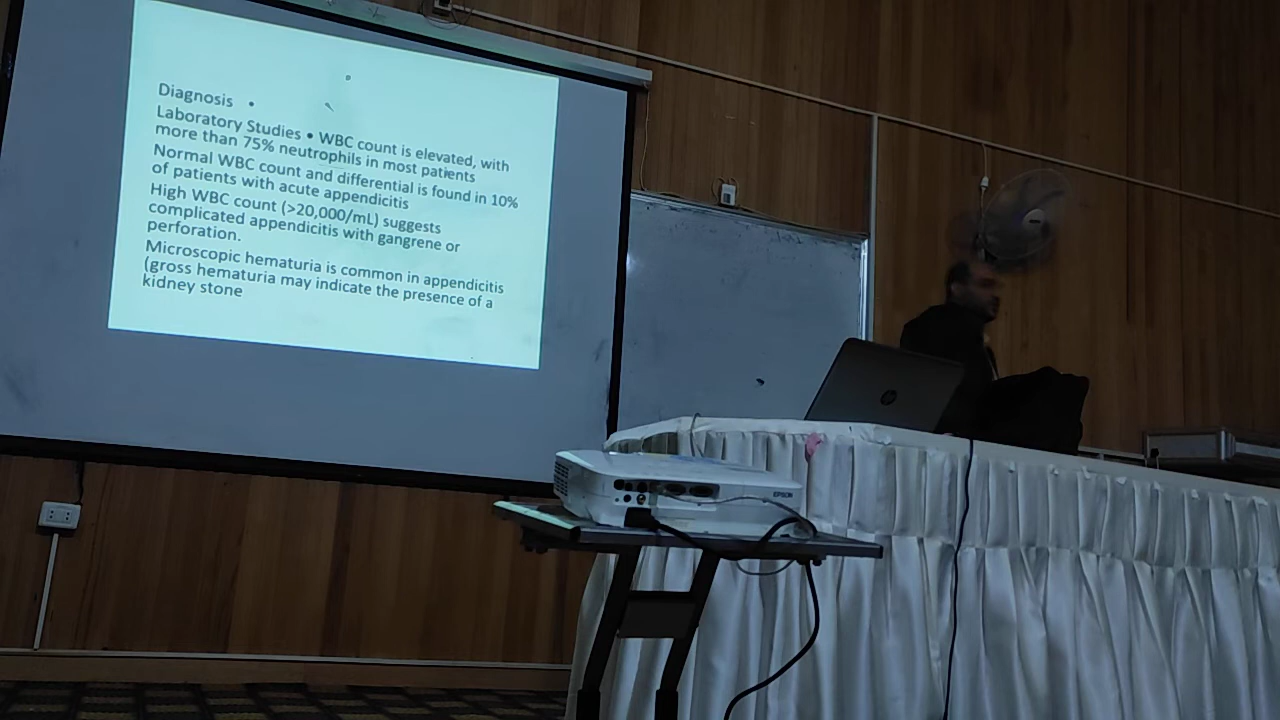 Diagnosis •
Laboratory Studies • WBC count is elevated, with
more than 75% neutrophils in most patients
Normal WBC count and differential is found in 10%
of patients with acute appendicitis
High WBC count (>20,000/mL) suggests
complicated appendicitis with gangrene or
perforation.
Microscopic hematuria is common in appendicitis
(gross hematuria may indicate the presence of a
kidney stone
hp
EPSON